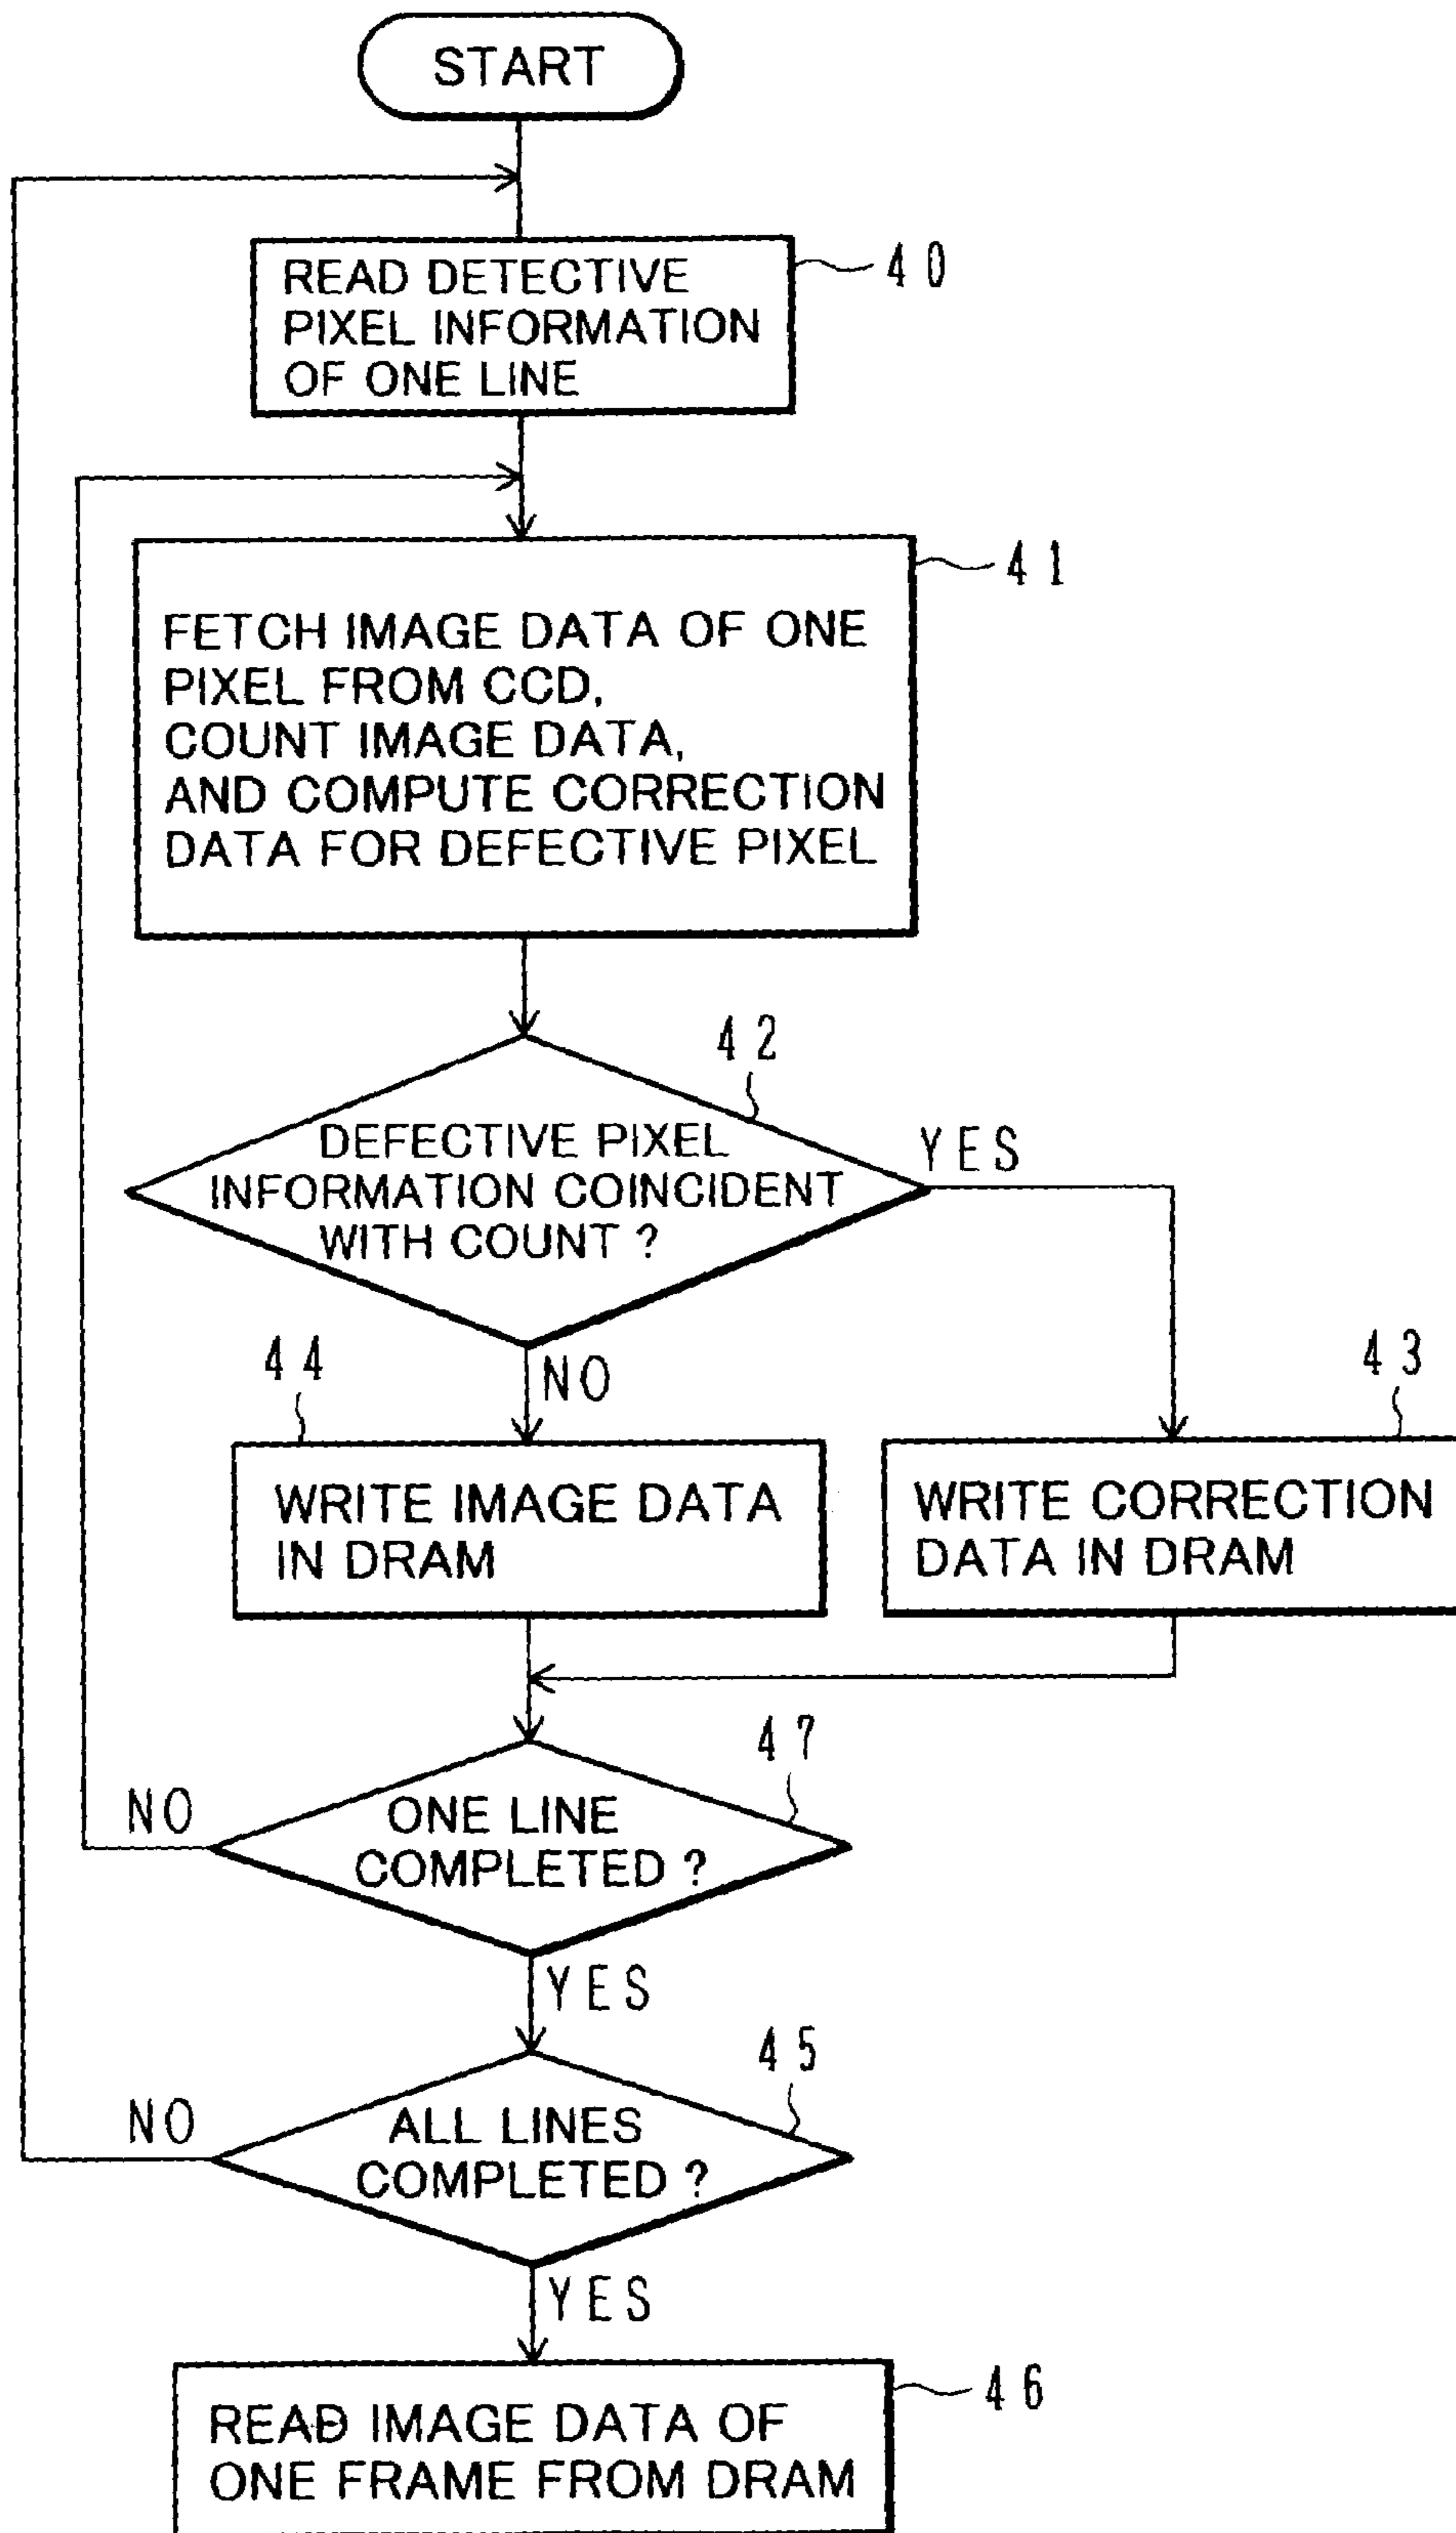 START
READ DETECTIVE
PIXEL INFORMATION
OF ONE LINE
40
FETCH IMAGE DATA OF ONE
PIXEL FROM CCD,
COUNT IMAGE DATA,
AND COMPUTE CORRECTION
DATA FOR DEFECTIVE PIXEL
41
42
DEFECTIVE PIXEL
INFORMATION COINCIDENT
WITH COUNT ?
YES
NO
44
WRITE IMAGE DATA
IN DRAM
43
WRITE CORRECTION
DATA IN DRAM
47
ONE LINE
COMPLETED ?
NO
YES
45
ALL LINES
COMPLETED ?
NO
YES
46
READ IMAGE DATA OF
ONE FRAME FROM DRAM